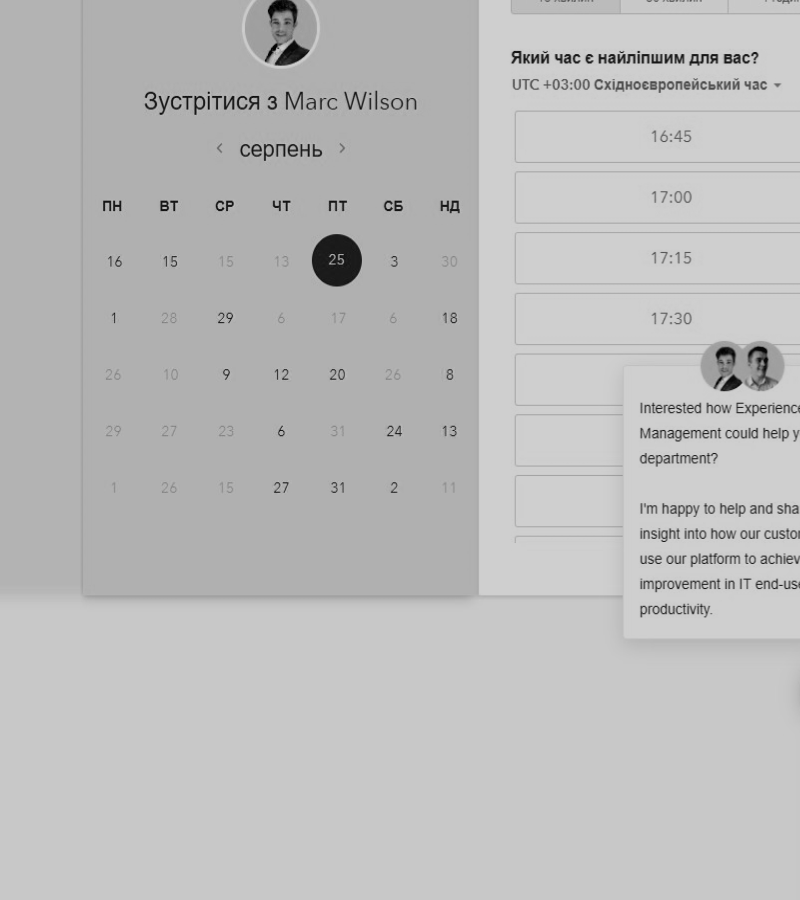 Зустрітися з Marc Wilson
серпень
ПН ВТ СР ЧТ ПТ СБ НД
16 15 15 13 25 3 30
1 28 29 6 17 6 18
26 10 9 12 20 26 8
29 27 23 6 31 24 13
1 26 15 27 31 2 11
Який час є найліпшим для вас?
UTC +03:00 Східноєвропейський час
16:45
17:00
17:15
17:30
Interested how Experience
Management could help y
department?
I'm happy to help and sha
insight into how our custo
use our platform to achiev
improvement in IT end-use
productivity.